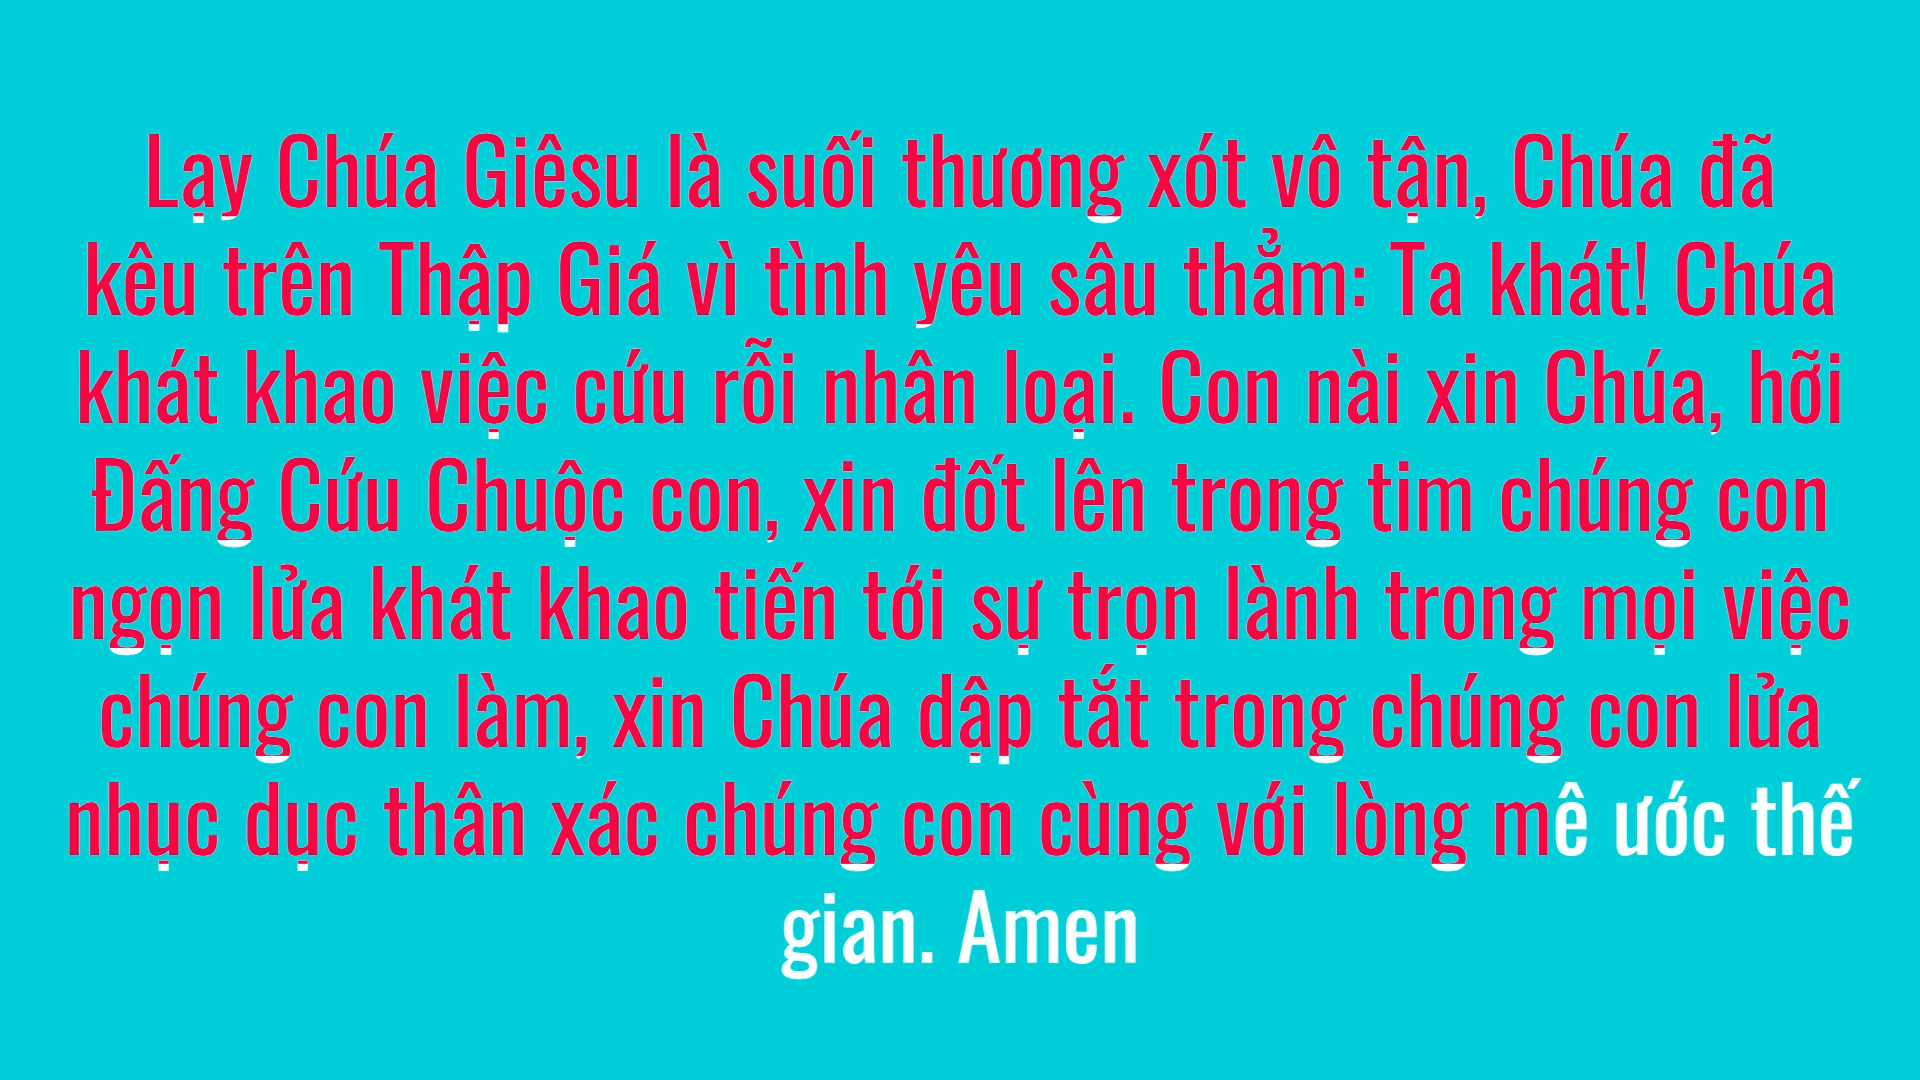 Lạy Chúa Giêsu là suối thương xót vô tận, Chúa đã
kêu trên Thập Giá vì tình yêu sâu thẳm: Ta khát! Chúa
khát khao việc cứu rỗi nhân loại. Con nài xin Chúa, hỡi
Đấng Cứu Chuộc con, xin đốt lên trong tim chúng con
ngọn lửa khát khao tiến tới sự trọn lành trong mọi việc
chúng con làm, xin Chúa dập tắt trong chúng con lửa
nhục dục thân xác chúng con cùng với lòng mê ước thế
gian. Amen